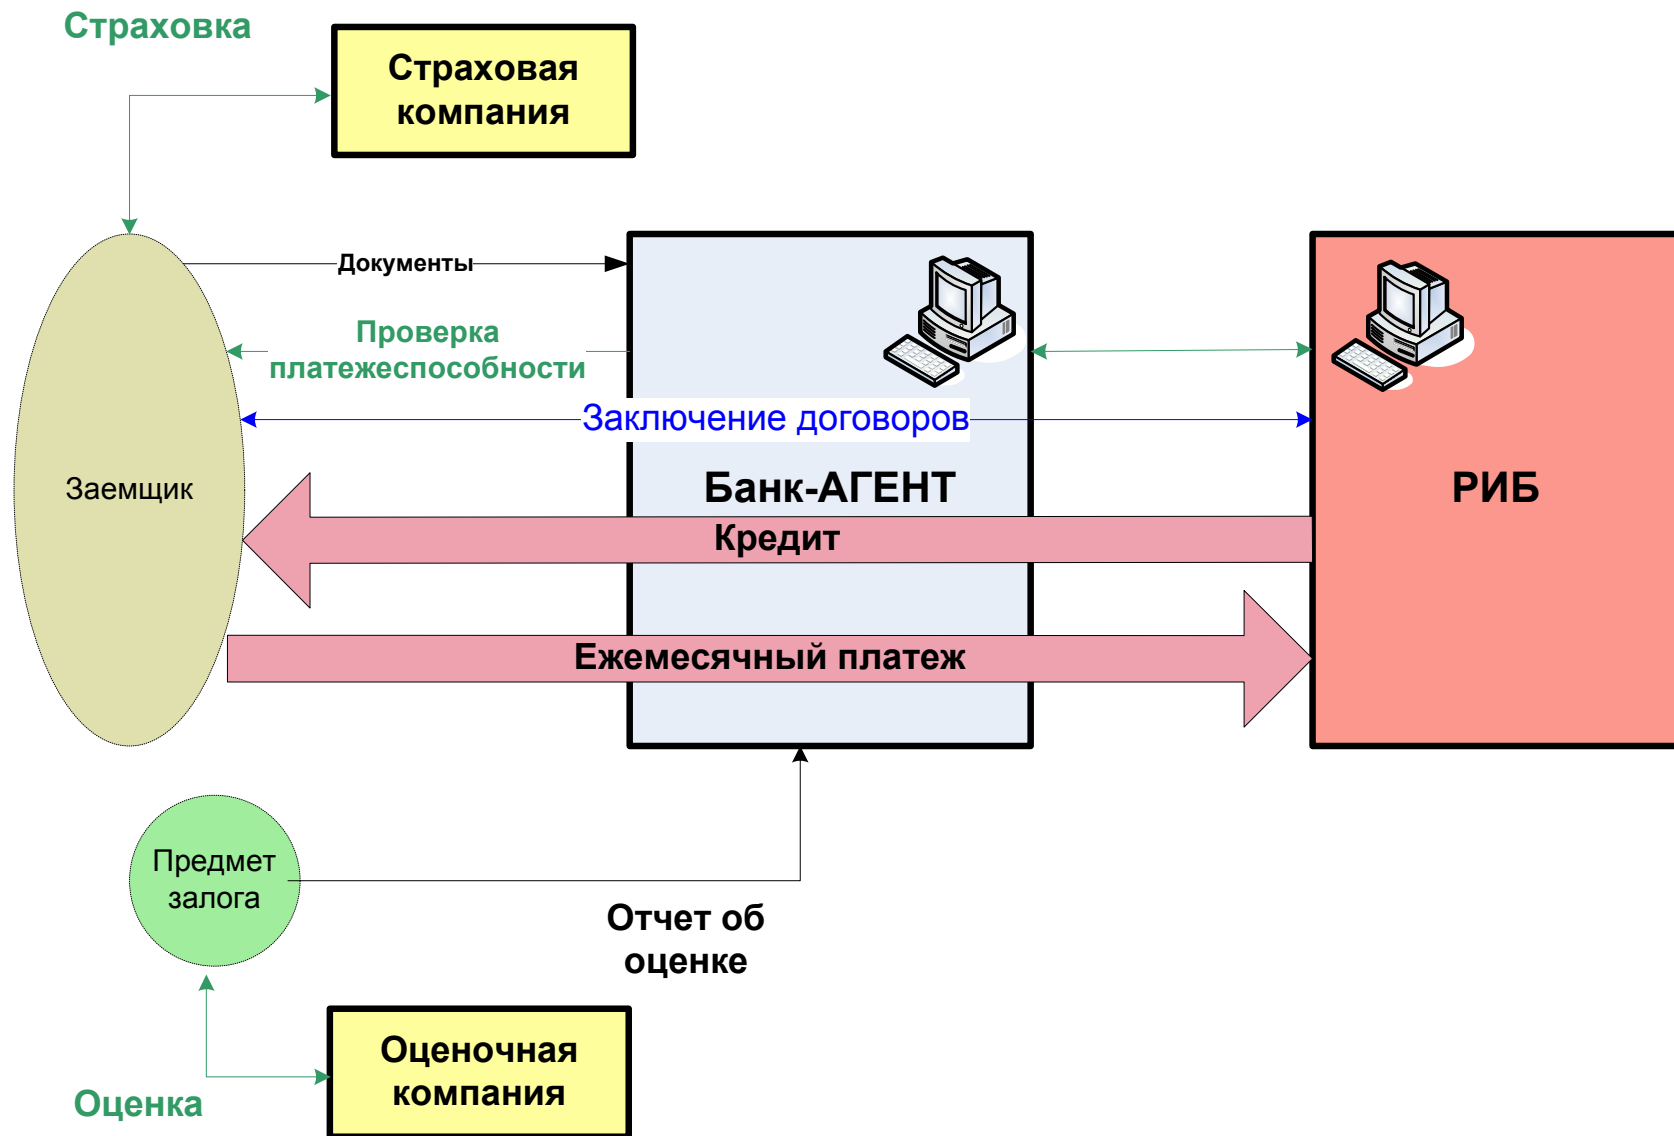 Страховка
Страховая
компания
Документы
Проверка
платежеспособности
Заключение договоров
Заемщик
Банк-АГЕНТ
РИБ
Кредит
Ежемесячный платеж
Предмет
залога
Отчет об
оценке
Оценочная
компания
Оценка